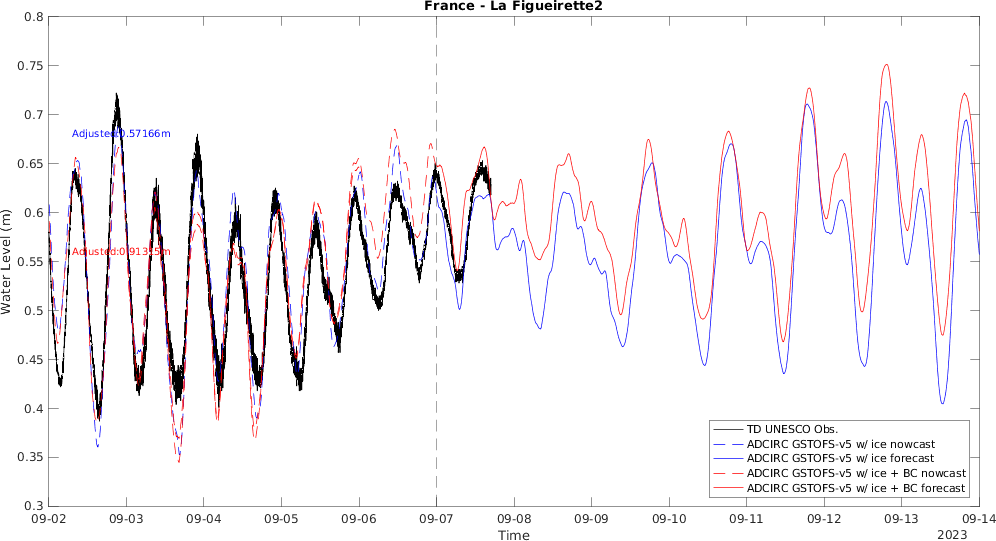 France - La Figueirette2
Water Level (m)
0.8
0.75
0.7
0.65
0.6
0.55
0.5
0.45
0.4
0.35
0.3
Adjusted:0.57166m
Adjusted:0.91355m
TD UNESCO Obs.
ADCIRC GSTOFS-v5 w/ ice nowcast
ADCIRC GSTOFS-v5 w/ ice forecast
ADCIRC GSTOFS-v5 w/ ice + BC nowcast
ADCIRC GSTOFS-v5 w/ ice + BC forecast
09-02 09-03 09-04 09-05 09-06 09-07 09-08 09-09 09-10 09-11 09-12 09-13 09-14
Time
2023